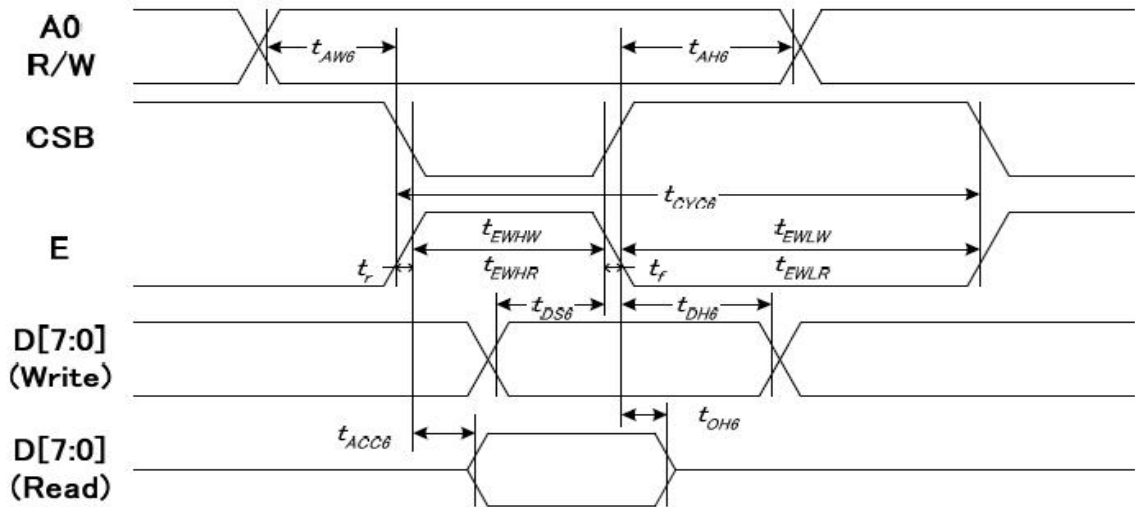 A0
R/W
tAW6
tAH6
CSB
tCYC6
E
tEWHW
tEWLW
tr
tEWHR
tf
tEWLR
tDS6
tDH6
D[7:0]
(Write)
tACC6
tOH6
D[7:0]
(Read)